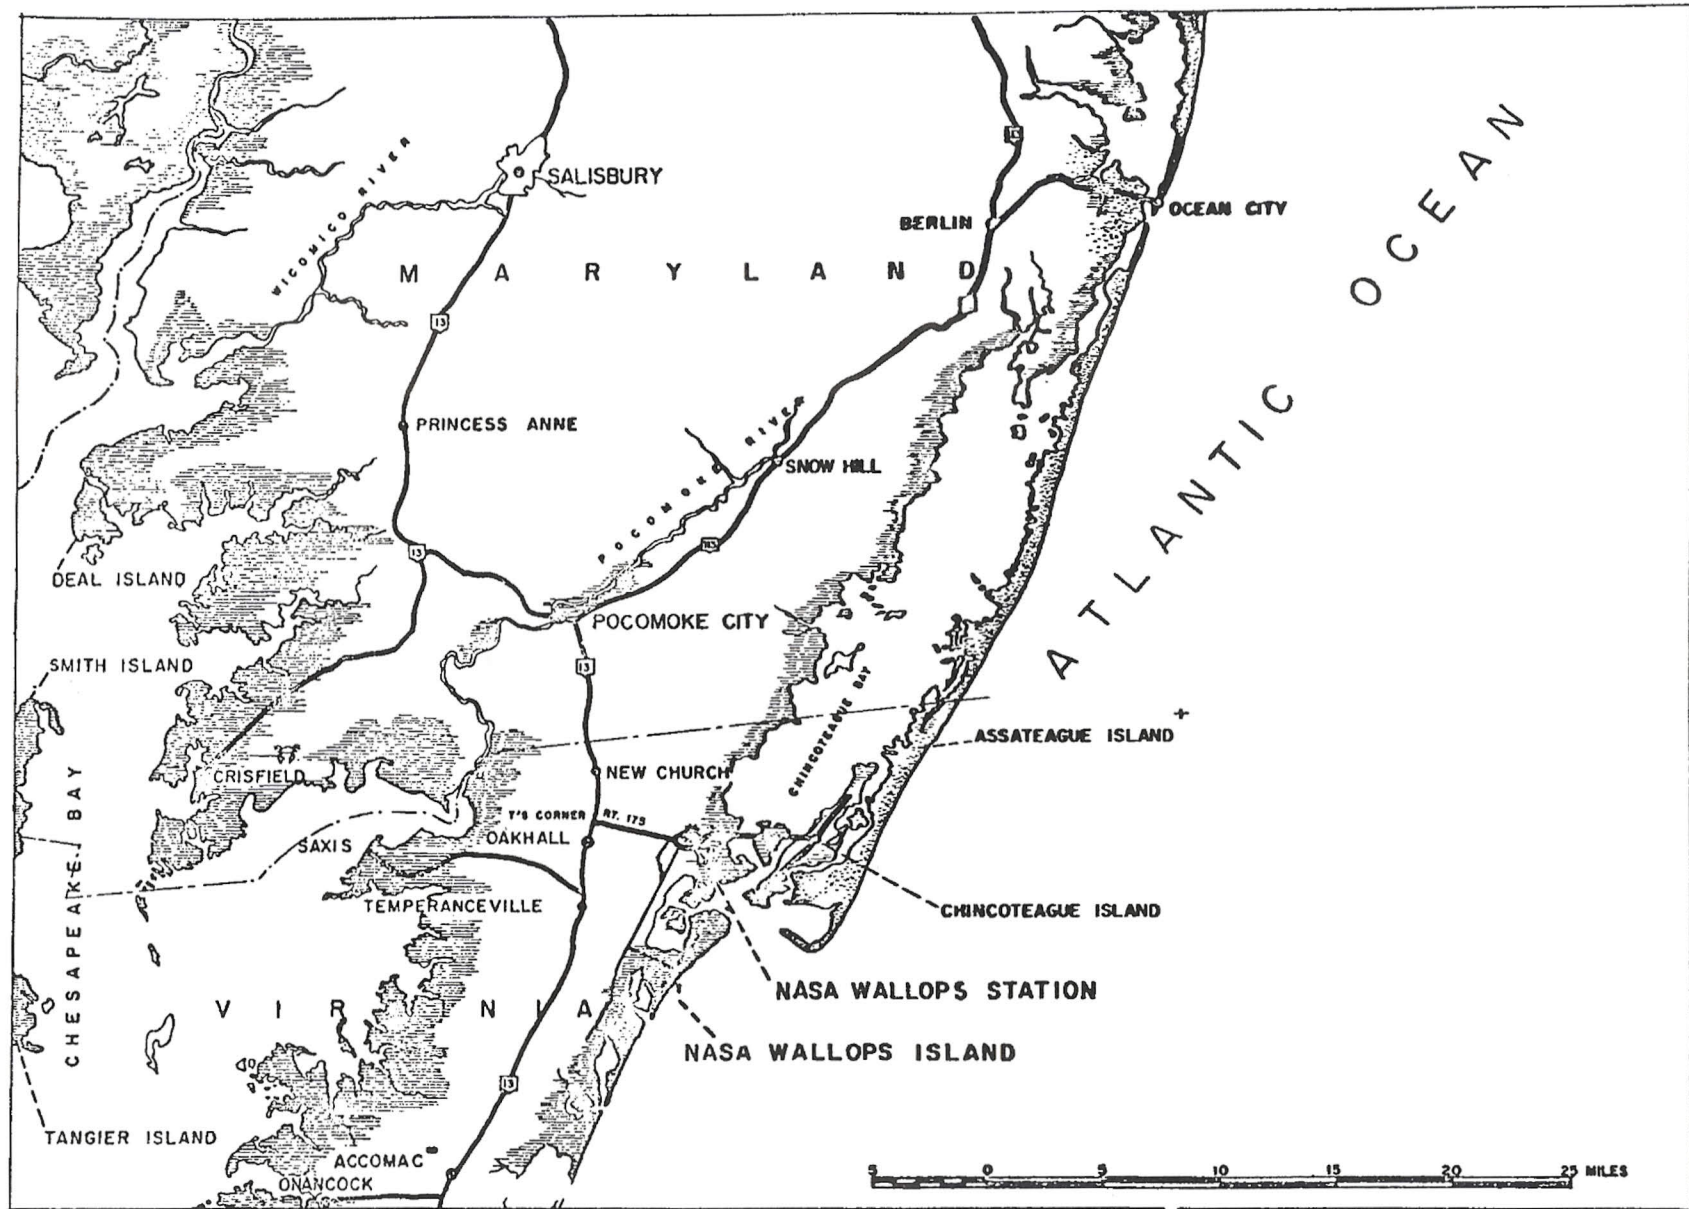 WICOMICO RIVER
SALISBURY
BERLIN
OCEAN CITY
MARYLAND
13
PRINCESS ANNE
POCOMOKE RIVER
SNOW HILL
ATLANTIC OCEAN
13
113
DEAL ISLAND
POCOMOKE CITY
SMITH ISLAND
13
CHINCOTEAGUE BAY
ASSATEAGUE ISLAND
CRISFIELD
NEW CHURCH
CHESAPEAKE BAY
T'S CORNER
RT. 175
SAXIS
OAKHALL
TEMPERANCEVILLE
CHINCOTEAGUE ISLAND
NASA WALLOPS STATION
VIR NIA
NASA WALLOPS ISLAND
13
TANGIER ISLAND
ACCOMAC
ONANCOCK
5 0 5 10 15 20 25 MILES